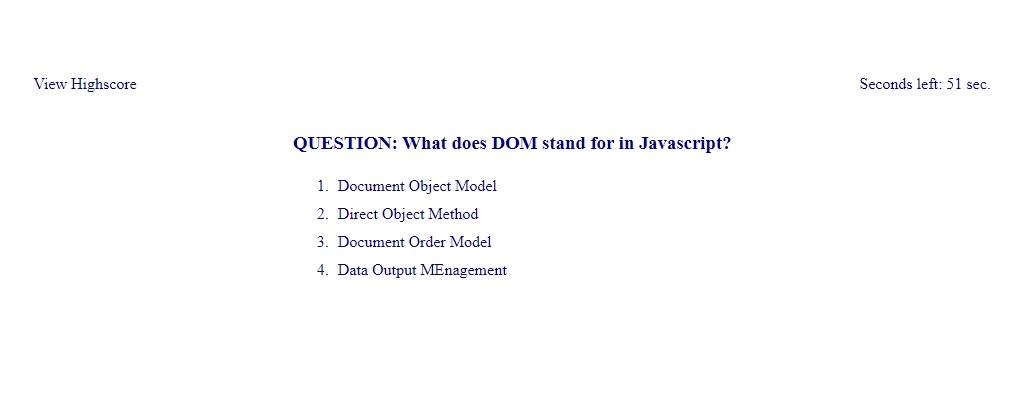 View Highscore
Seconds left: 51 sec.
QUESTION: What does DOM stand for in Javascript?
1. Document Object Model
2. Direct Object Method
3. Document Order Model
4. Data Output MEnagement